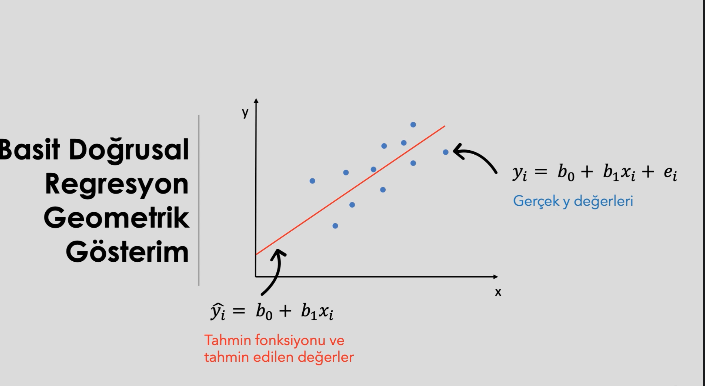 Basit Doğrusal
Regresyon
Geometrik
Gösterim
y
x
yᵢ = b₀ + b₁xᵢ + eᵢ
Gerçek y değerleri
ŷᵢ = b₀ + b₁xᵢ
Tahmin fonksiyonu ve
tahmin edilen değerler